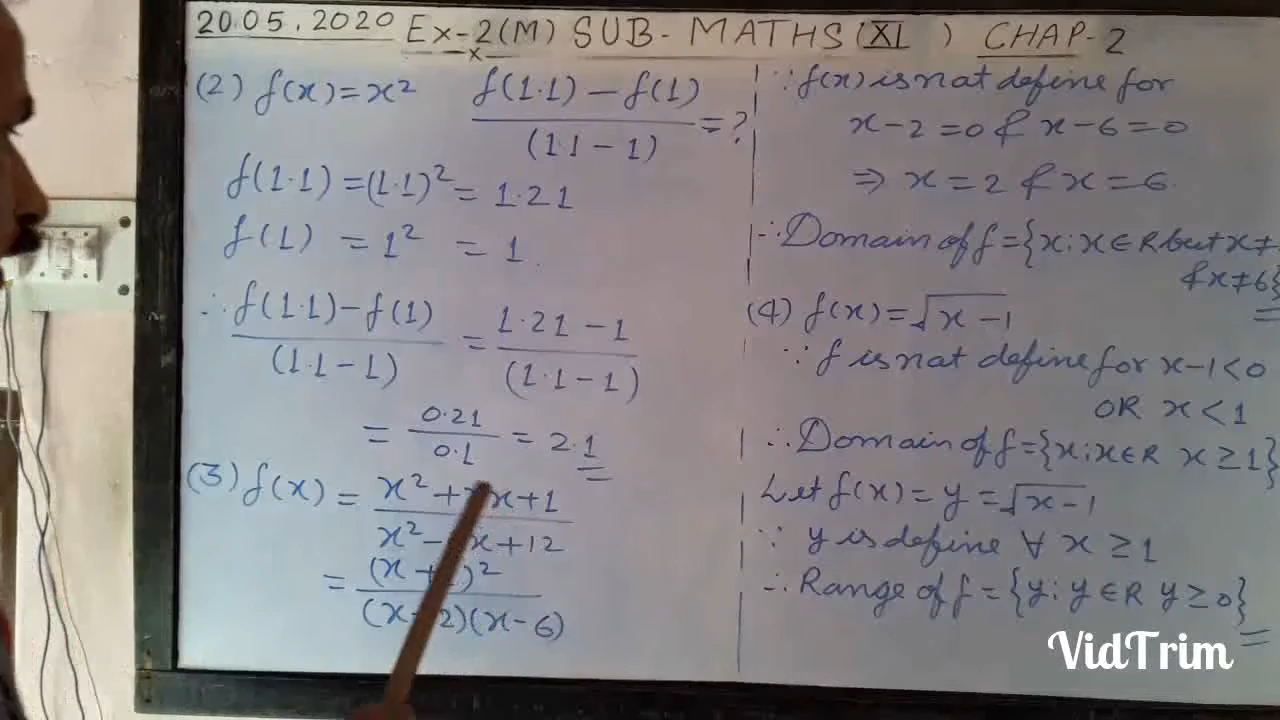 20.05.2020 Ex-2(M) SUB-MATHS(XI) CHAP-2
x
(2) f(x)=x² f(1·1)-f(1)/(1·1-1) =?
f(1·1)=(1·1)²=1·21
f(1) =1² =1.
∴ f(1·1)-f(1)/(1·1-1) = 1·21-1/(1·1-1)
= 0·21/0·1 = 2·1
(3) f(x) = x²+ x+1/x²- x+12
= (x+ )²/(x-2)(x-6)
∵ f(x) is not define for
x-2=0 & x-6=0
⇒ x=2 & x=6.
∴ Domain of f={x:x∈R but x≠
& x≠6}
(4) f(x)=√x-1
∵ f is not define for x-1<0
OR x<1
∴ Domain of f={x:x∈R x≥1}
Let f(x)=y=√x-1
∵ y is define ∀ x≥1
∴ Range of f={y:y∈R y≥0}
VidTrim